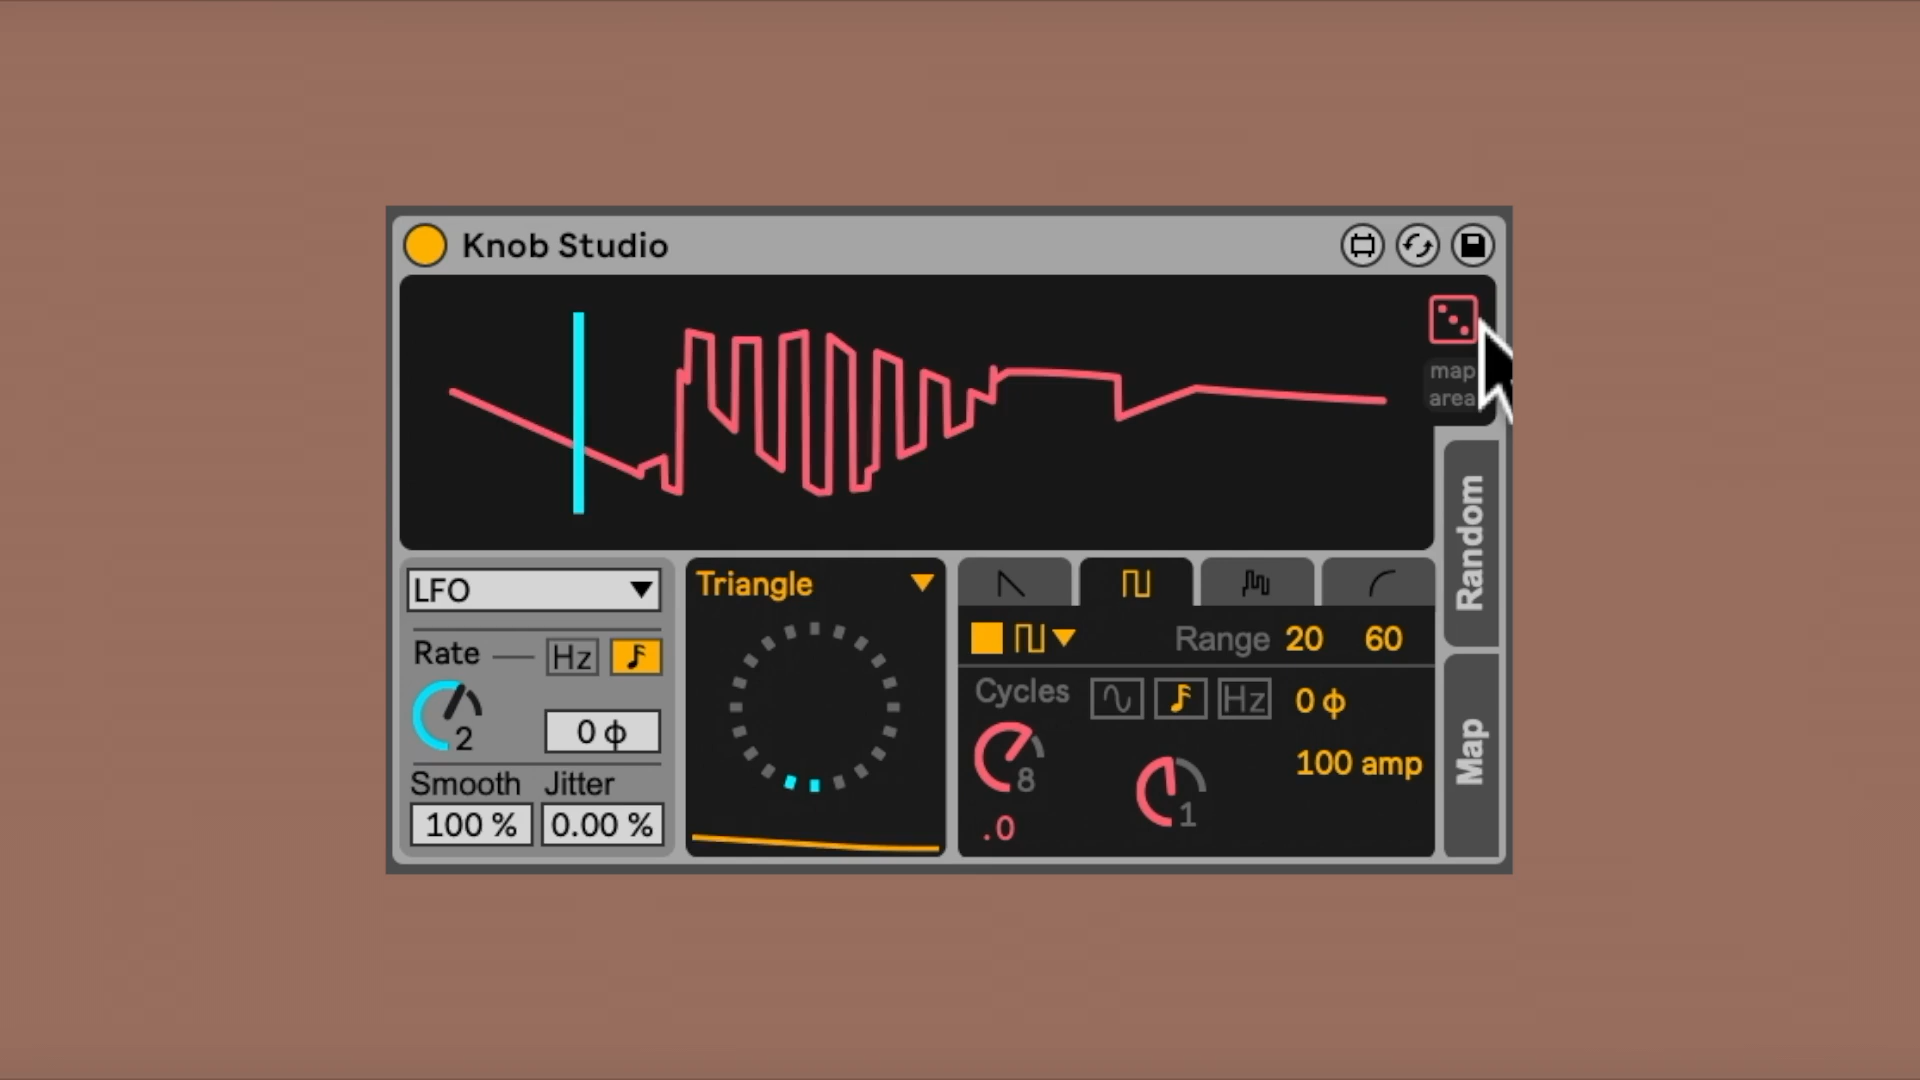 Knob Studio
map
area
Random
Map
LFO
Rate
Hz
2
0 ϕ
Smooth Jitter
100 % 0.00 %
Triangle
Range 20 60
Cycles
Hz
0 ϕ
8
1
100 amp
.0